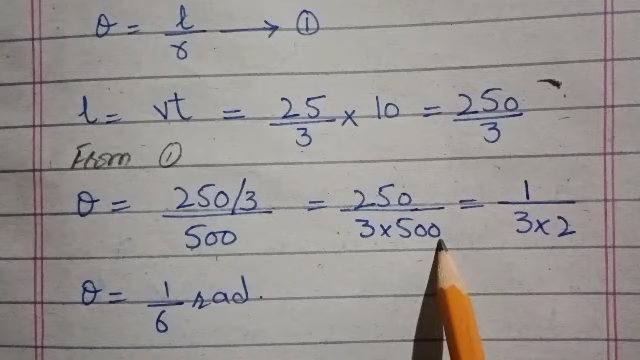 θ = l/r → ①
l = vt = 25/3 × 10 = 250/3
From ①
θ = 250/3/500 = 250/3×500 = 1/3×2
θ = 1/6 rad.